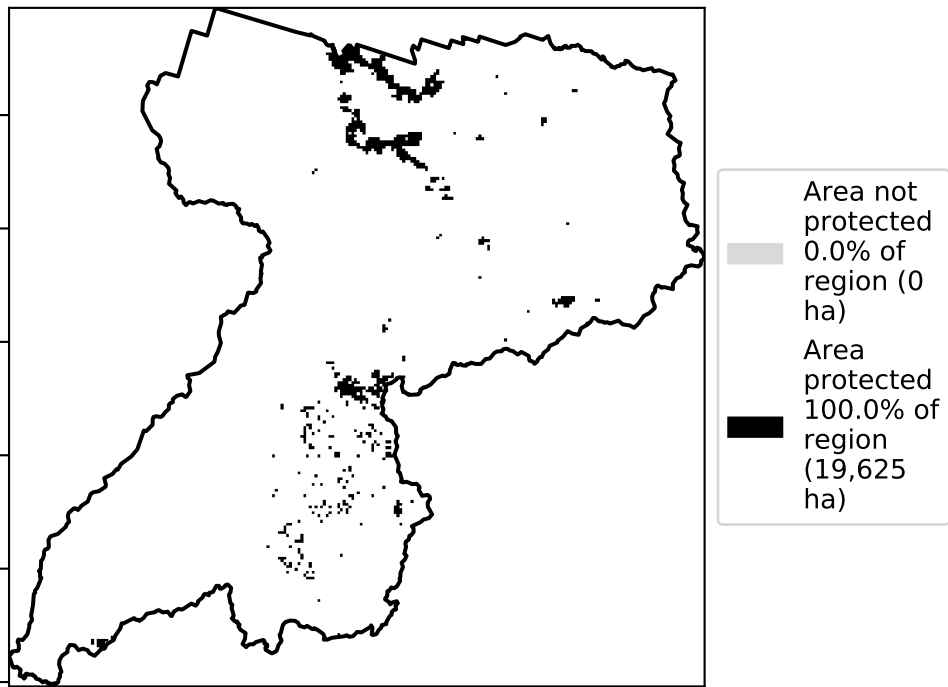 Area not
protected
0.0% of
region (0
ha)
Area
protected
100.0% of
region
(19,625
ha)